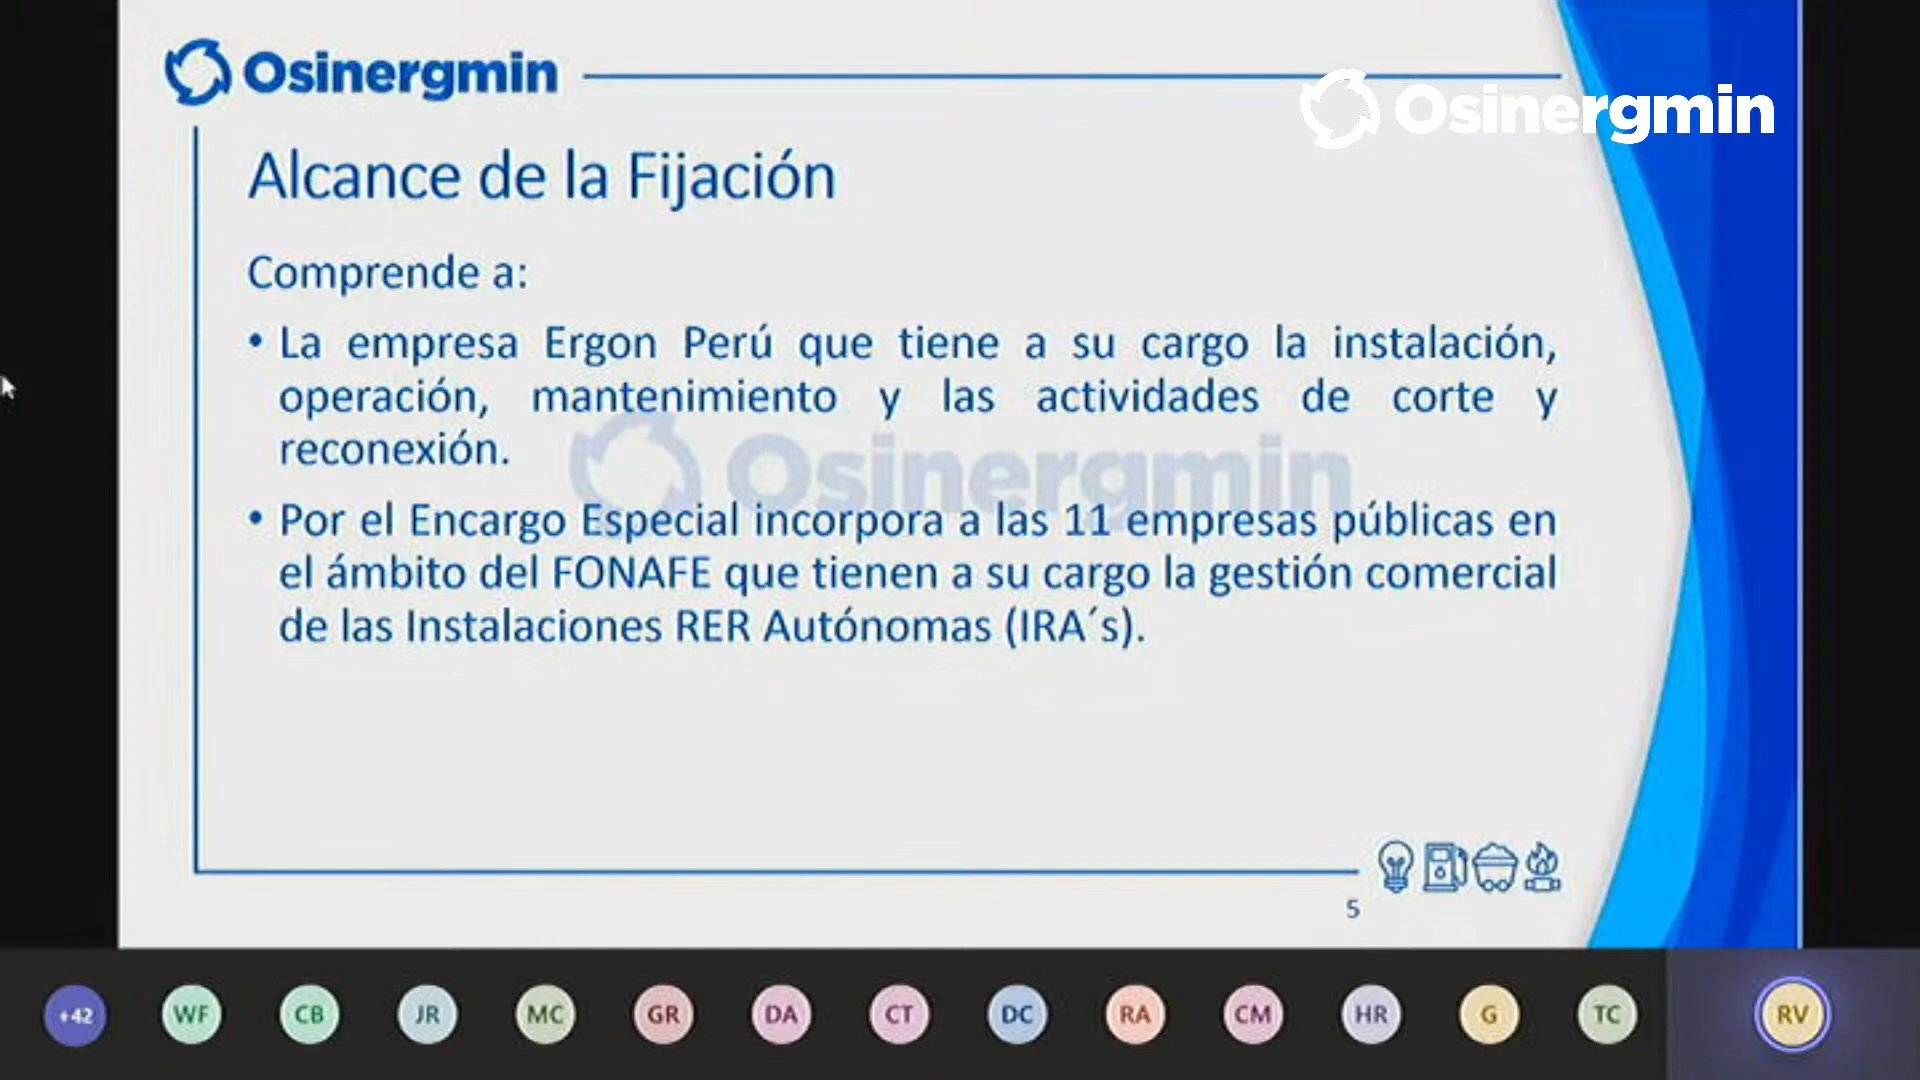 Osinergmin
Osinergmin
Alcance de la Fijación
Comprende a:
• La empresa Ergon Perú que tiene a su cargo la instalación,
operación, mantenimiento y las actividades de corte y
reconexión.
Osinergmin
• Por el Encargo Especial incorpora a las 11 empresas públicas en
el ámbito del FONAFE que tienen a su cargo la gestión comercial
de las Instalaciones RER Autónomas (IRA´s).
5
+42 WF CB JR MC GR DA CT DC RA CM HR G TC RV